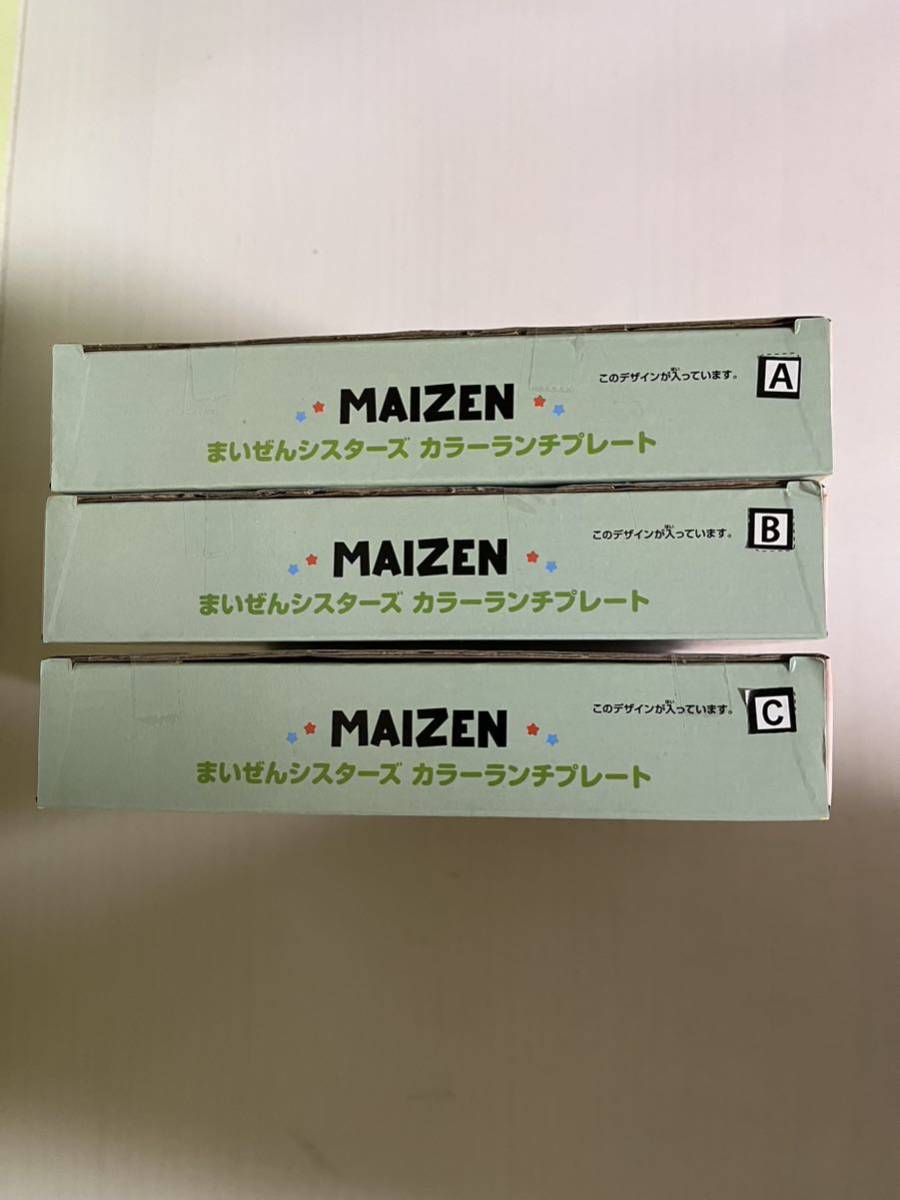 このデザインが入っています。 A
MAIZEN
まいぜんシスターズ カラーランチプレート
このデザインが入っています。 B
MAIZEN
まいぜんシスターズ カラーランチプレート
このデザインが入っています。 C
MAIZEN
まいぜんシスターズ カラーランチプレート